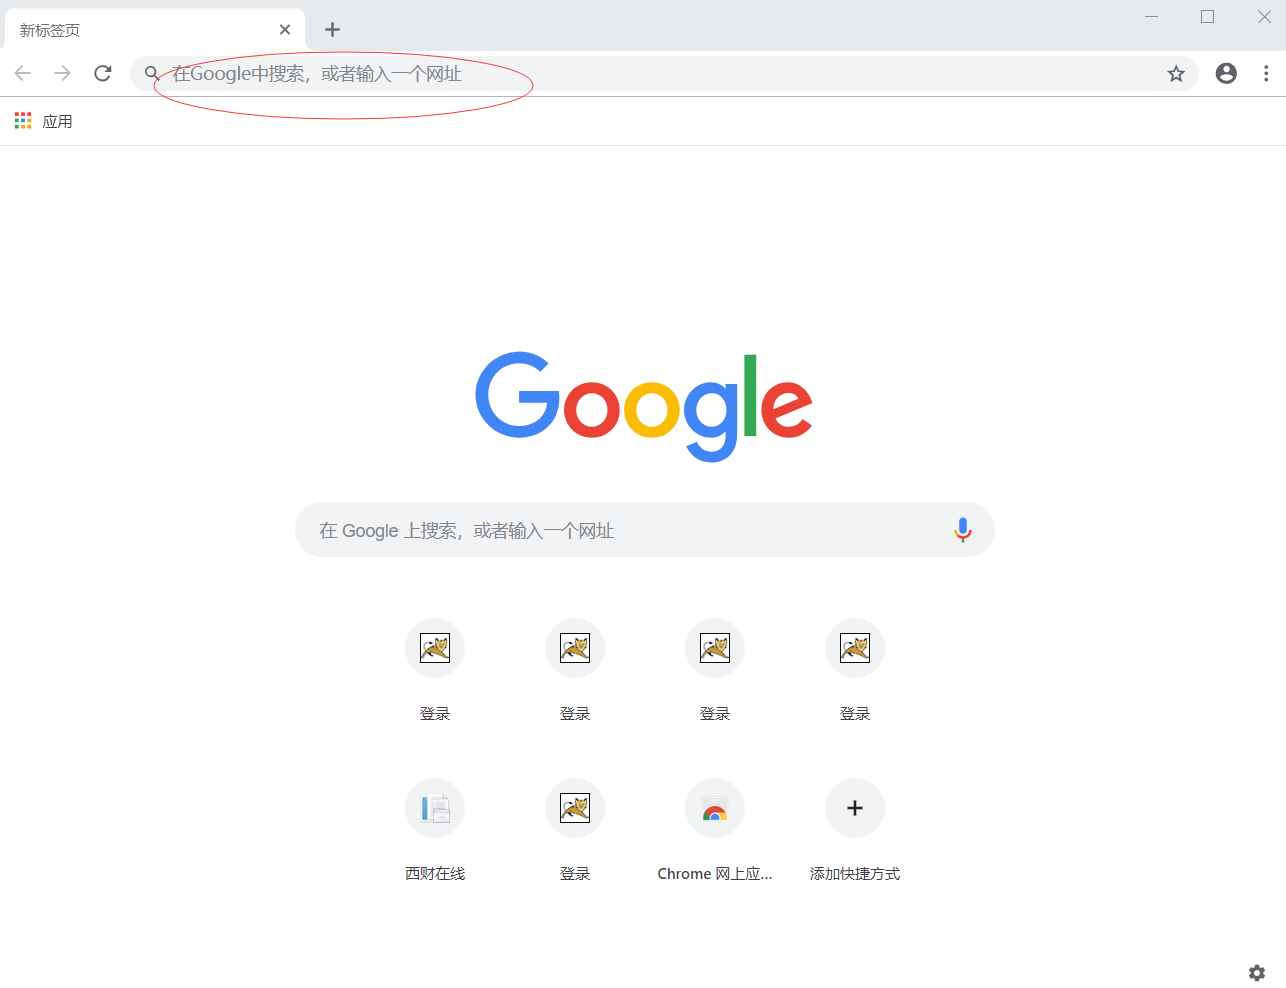 新标签页
在Google中搜索，或者输入一个网址
应用
Google
在 Google 上搜索，或者输入一个网址
登录 登录 登录 登录
西财在线 登录 Chrome 网上应... 添加快捷方式